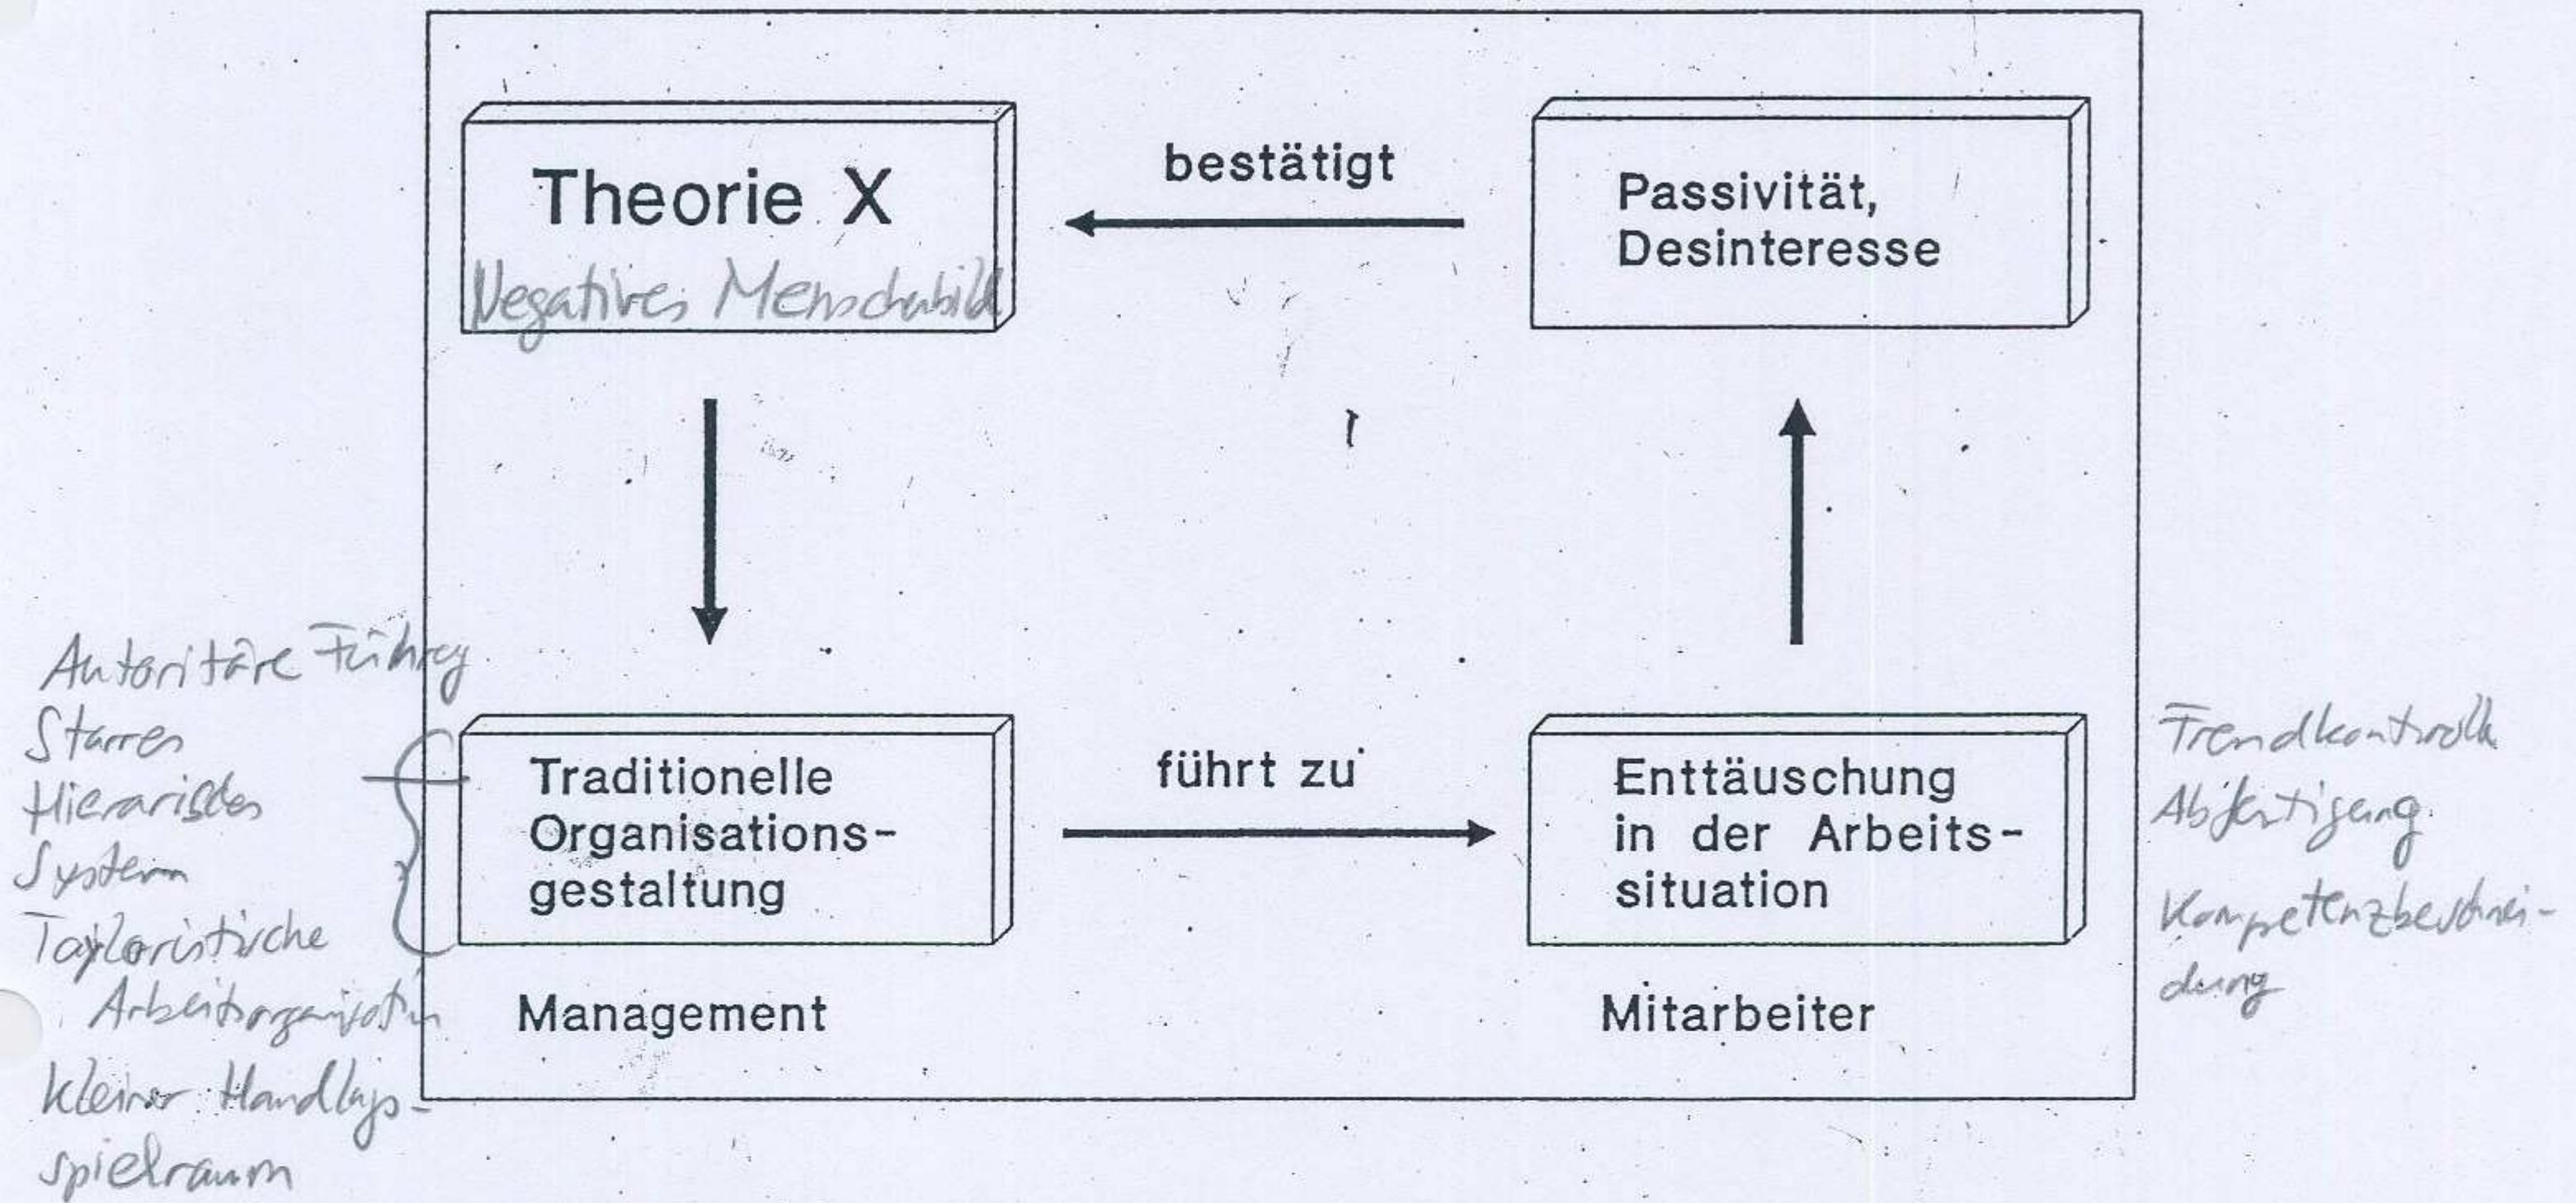 Theorie X
Negatives Menschenbild
bestätigt
Passivität,
Desinteresse
Autoritäre Führung
Starres
Hierarisches
System
Tayloristische
Arbeitsorganisation
kleiner Handlungs-
spielraum
Traditionelle
Organisations-
gestaltung
führt zu
Enttäuschung
in der Arbeits-
situation
Management
Mitarbeiter
Abfertigung
Kompetenzbeschnei-
dung